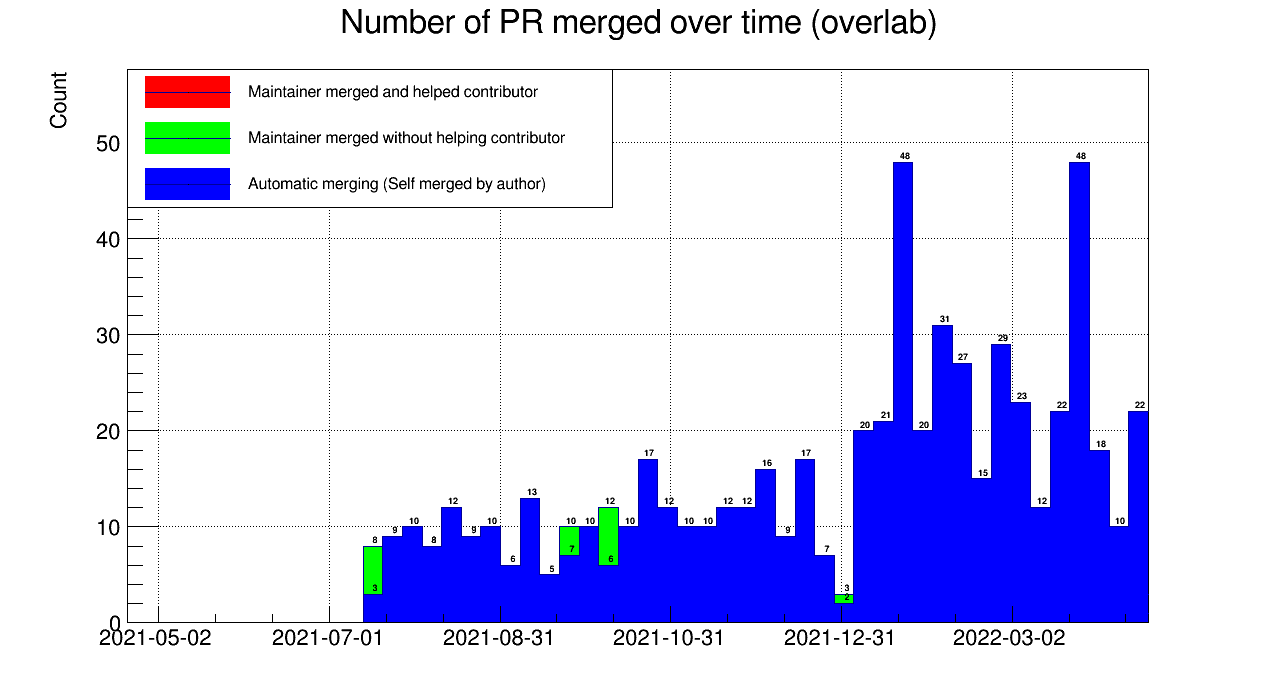 Number of PR merged over time (overlab)
Count
Maintainer merged and helped contributor
Maintainer merged without helping contributor
Automatic merging (Self merged by author)
50
40
30
20
10
0
8 3 9 10 8 12 9 10 6 13 5 10 7 10 12 6 10 17 12 10 10 12 12 16 9 17 7 3 2 20 21 48 20 31 27 15 29 23 12 22 48 18 10 22
2021-05-02 2021-07-01 2021-08-31 2021-10-31 2021-12-31 2022-03-02